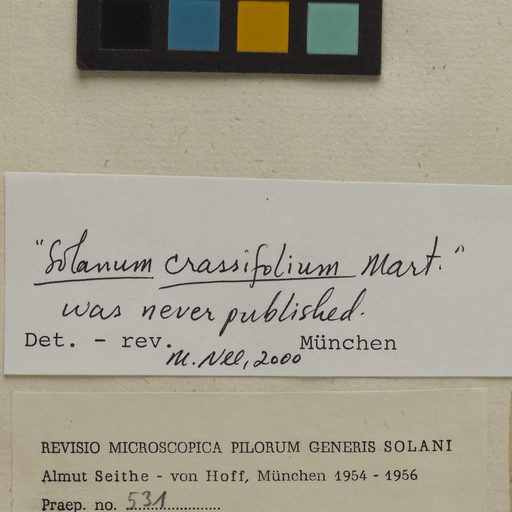 "Solanum crassifolium Mart."
was never published.
Det. - rev. München
M. Nee, 2000
REVISIO MICROSCOPICA PILORUM GENERIS SOLANI
Almut Seithe - von Hoff, München 1954 - 1956
Praep. no. 531